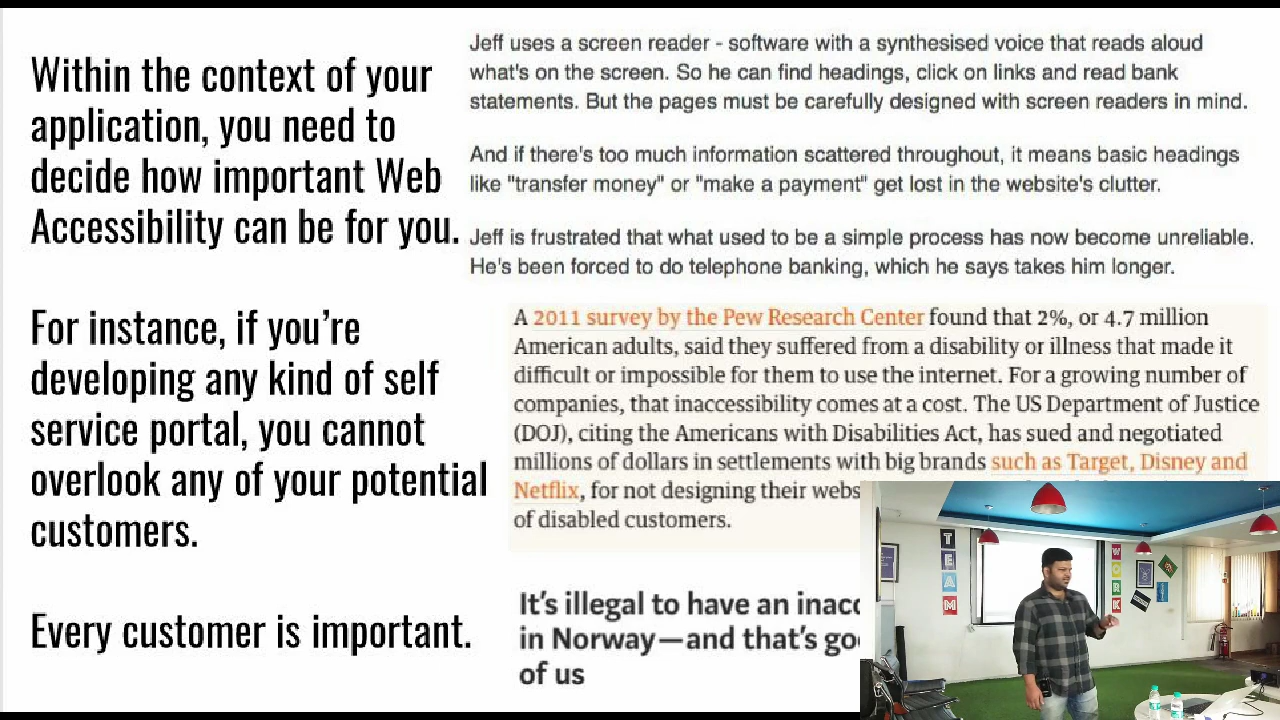 Within the context of your
application, you need to
decide how important Web
Accessibility can be for you.
For instance, if you're
developing any kind of self
service portal, you cannot
overlook any of your potential
customers.
Every customer is important.
Jeff uses a screen reader - software with a synthesised voice that reads aloud
what's on the screen. So he can find headings, click on links and read bank
statements. But the pages must be carefully designed with screen readers in mind.
And if there's too much information scattered throughout, it means basic headings
like "transfer money" or "make a payment" get lost in the website's clutter.
Jeff is frustrated that what used to be a simple process has now become unreliable.
He's been forced to do telephone banking, which he says takes him longer.
A 2011 survey by the Pew Research Center found that 2%, or 4.7 million
American adults, said they suffered from a disability or illness that made it
difficult or impossible for them to use the internet. For a growing number of
companies, that inaccessibility comes at a cost. The US Department of Justice
(DOJ), citing the Americans with Disabilities Act, has sued and negotiated
millions of dollars in settlements with big brands such as Target, Disney and
Netflix, for not designing their webs
of disabled customers.
It's illegal to have an inacc
in Norway—and that's go
of us
TEAM
WORK